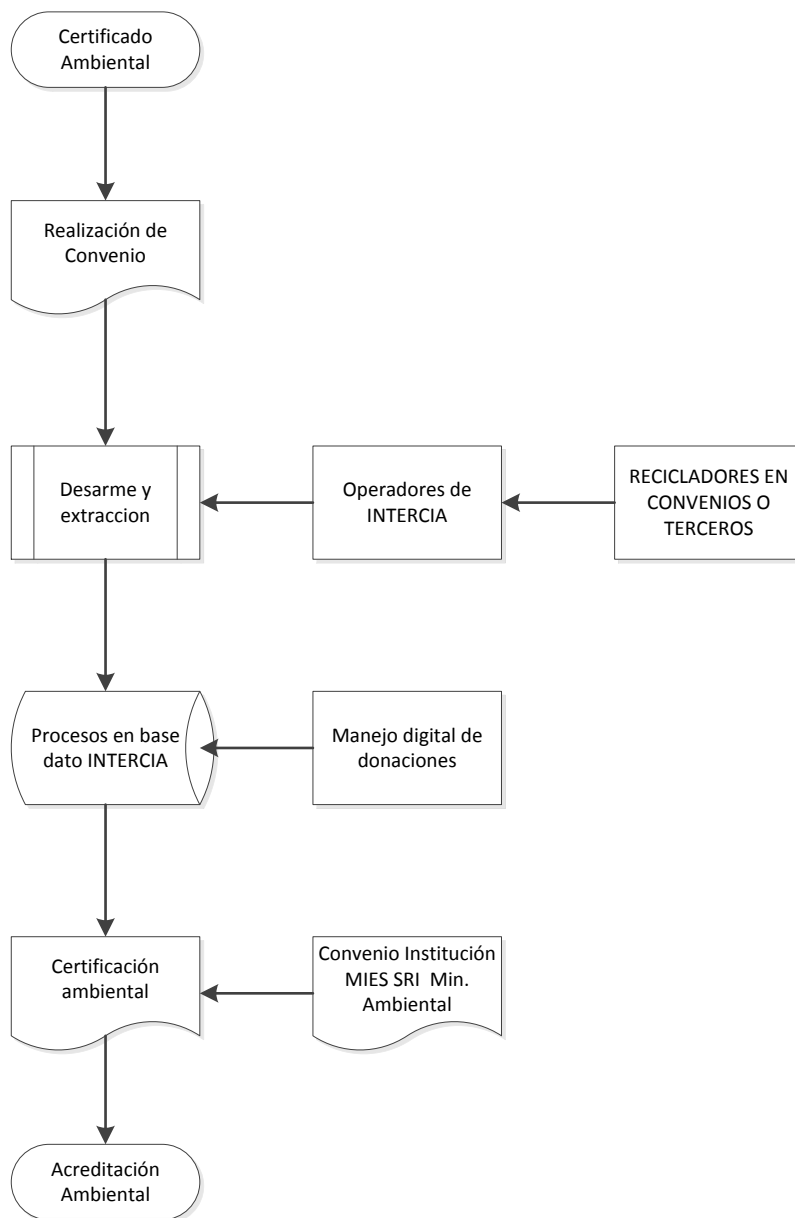 Certificado
Ambiental
Realización de
Convenio
Desarme y
extraccion
Operadores de
INTERCIA
RECICLADORES EN
CONVENIOS O
TERCEROS
Procesos en base
dato INTERCIA
Manejo digital de
donaciones
Certificación
ambiental
Convenio Institución
MIES SRI Min.
Ambiental
Acreditación
Ambiental